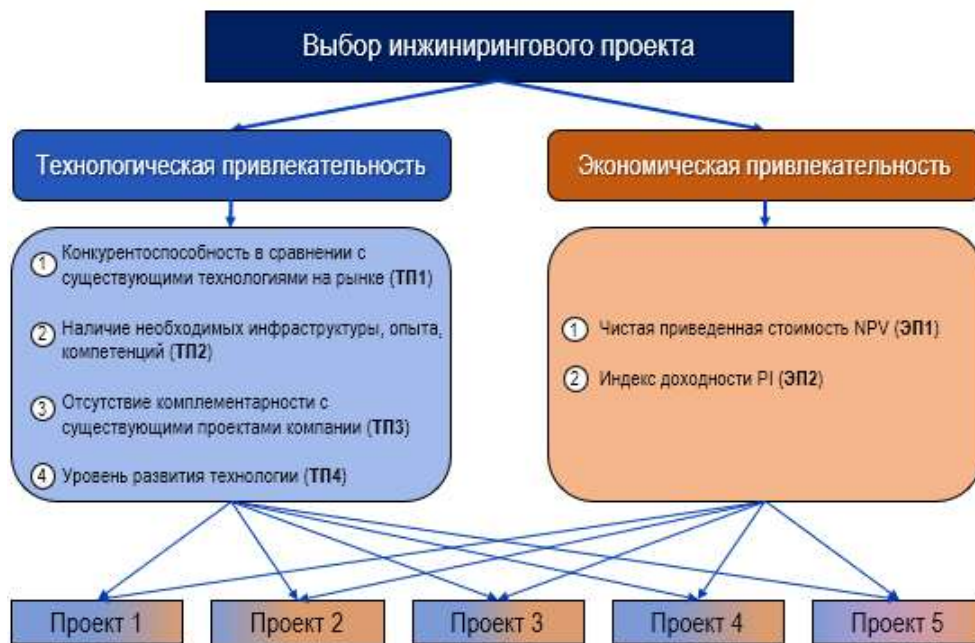 Выбор инжинирингового проекта
Технологическая привлекательность
Экономическая привлекательность
1 Конкурентоспособность в сравнении с
существующими технологиями на рынке (ТП1)
2 Наличие необходимых инфраструктуры, опыта,
компетенций (ТП2)
3 Отсутствие комплементарности с
существующими проектами компании (ТП3)
4 Уровень развития технологии (ТП4)
1 Чистая приведенная стоимость NPV (ЭП1)
2 Индекс доходности PI (ЭП2)
Проект 1
Проект 2
Проект 3
Проект 4
Проект 5